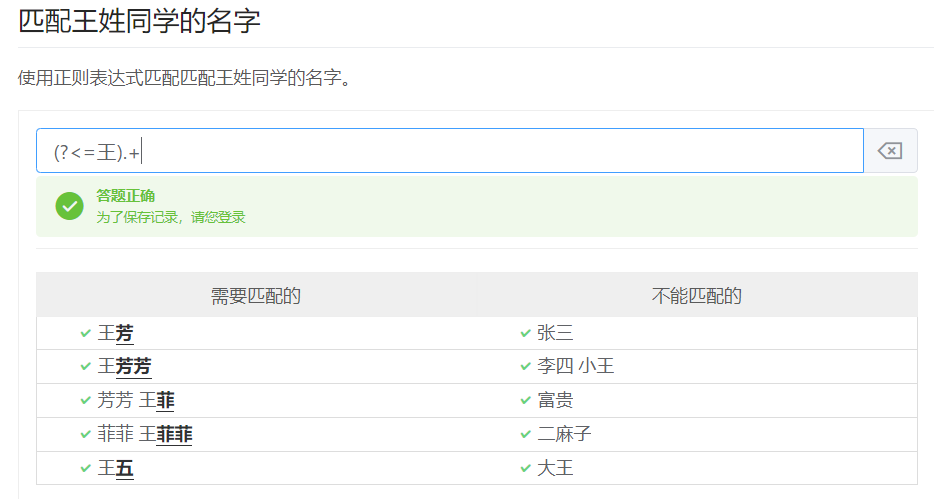 匹配王姓同学的名字
使用正则表达式匹配匹配王姓同学的名字。
(?<=王).+
答题正确
为了保存记录，请您登录
需要匹配的 不能匹配的
王芳 张三
王芳芳 李四 小王
芳芳 王菲 富贵
菲菲 王菲菲 二麻子
王五 大王